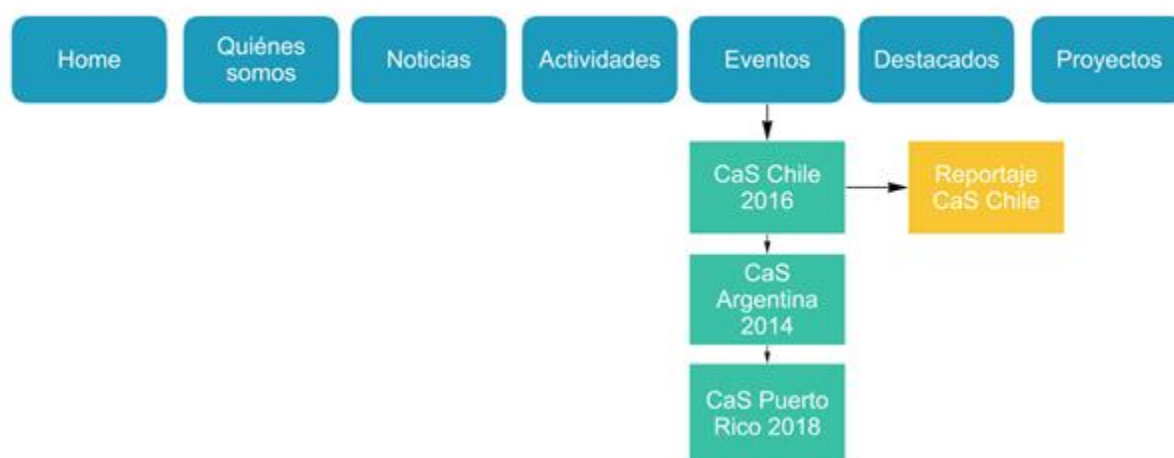 Home
Quiénes
somos
Noticias
Actividades
Eventos
Destacados
Proyectos
CaS Chile
2016
Reportaje
CaS Chile
CaS
Argentina
2014
CaS Puerto
Rico 2018